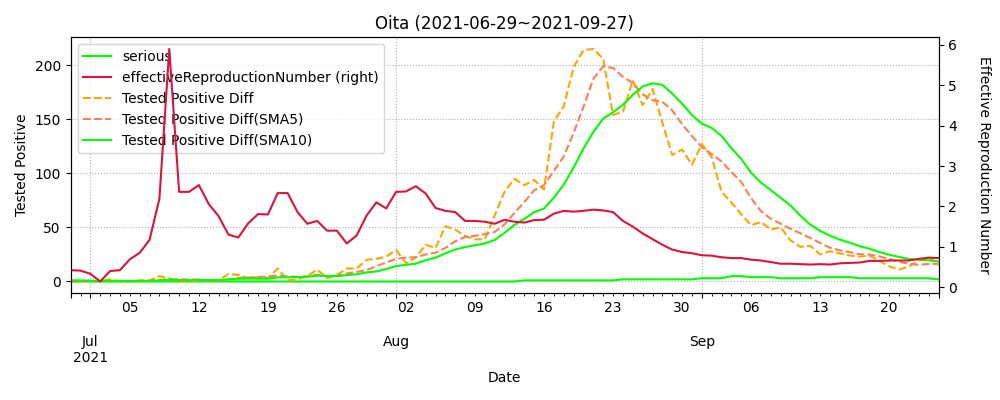 Oita (2021-06-29~2021-09-27)
serious
effectiveReproductionNumber (right)
Tested Positive Diff
Tested Positive Diff(SMA5)
Tested Positive Diff(SMA10)
Tested Positive
200
150
100
50
0
Effective Reproduction Number
6
5
4
3
2
1
0
05 12 19 26 02 09 16 23 30 06 13 20
Jul Aug Sep
2021
Date